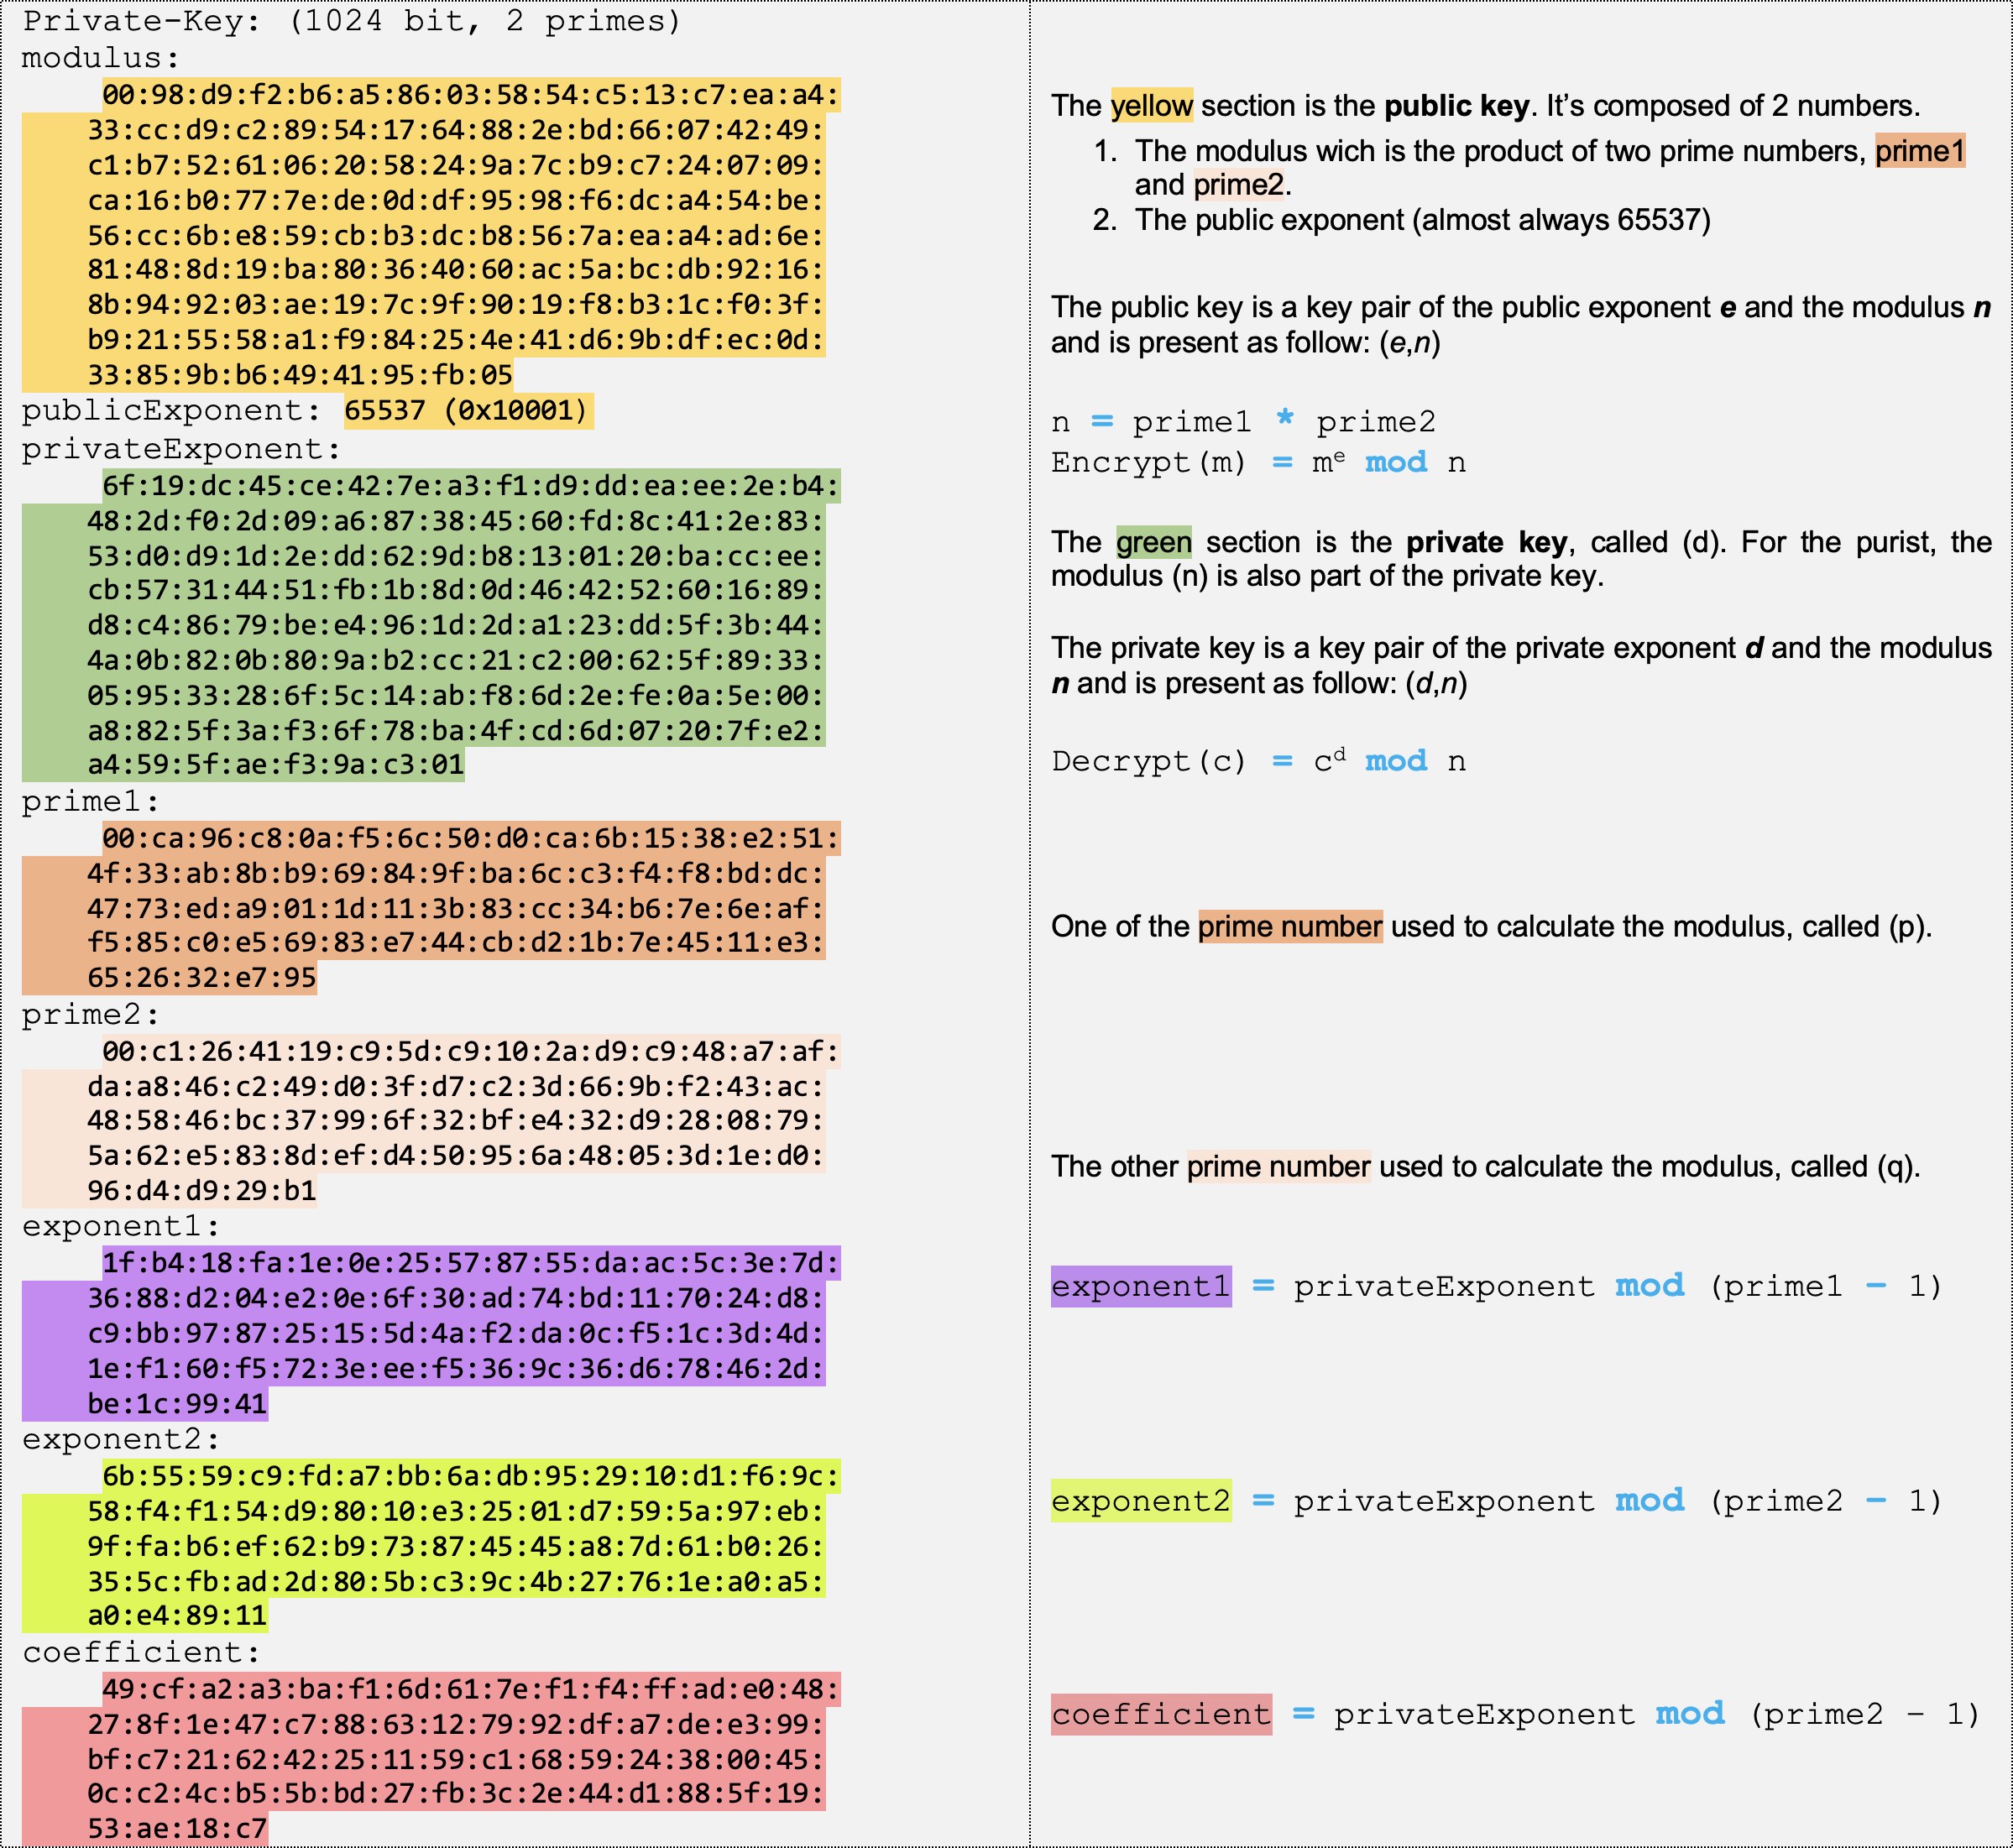 Private-Key: (1024 bit, 2 primes)
modulus:
00:98:d9:f2:b6:a5:86:03:58:54:c5:13:c7:ea:a4:
33:cc:d9:c2:89:54:17:64:88:2e:bd:66:07:42:49:
c1:b7:52:61:06:20:58:24:9a:7c:b9:c7:24:07:09:
ca:16:b0:77:7e:de:0d:df:95:98:f6:dc:a4:54:be:
56:cc:6b:e8:59:cb:b3:dc:b8:56:7a:ea:a4:ad:6e:
81:48:8d:19:ba:80:36:40:60:ac:5a:bc:db:92:16:
8b:94:92:03:ae:19:7c:9f:90:19:f8:b3:1c:f0:3f:
b9:21:55:58:a1:f9:84:25:4e:41:d6:9b:df:ec:0d:
33:85:9b:b6:49:41:95:fb:05
publicExponent: 65537 (0x10001)
privateExponent:
6f:19:dc:45:ce:42:7e:a3:f1:d9:dd:ea:ee:2e:b4:
48:2d:f0:2d:09:a6:87:38:45:60:fd:8c:41:2e:83:
53:d0:d9:1d:2e:dd:62:9d:b8:13:01:20:ba:cc:ee:
cb:57:31:44:51:fb:1b:8d:0d:46:42:52:60:16:89:
d8:c4:86:79:be:e4:96:1d:2d:a1:23:dd:5f:3b:44:
4a:0b:82:0b:80:9a:b2:cc:21:c2:00:62:5f:89:33:
05:95:33:28:6f:5c:14:ab:f8:6d:2e:fe:0a:5e:00:
a8:82:5f:3a:f3:6f:78:ba:4f:cd:6d:07:20:7f:e2:
a4:59:5f:ae:f3:9a:c3:01
prime1:
00:ca:96:c8:0a:f5:6c:50:d0:ca:6b:15:38:e2:51:
4f:33:ab:8b:b9:69:84:9f:ba:6c:c3:f4:f8:bd:dc:
47:73:ed:a9:01:1d:11:3b:83:cc:34:b6:7e:6e:af:
f5:85:c0:e5:69:83:e7:44:cb:d2:1b:7e:45:11:e3:
65:26:32:e7:95
prime2:
00:c1:26:41:19:c9:5d:c9:10:2a:d9:c9:48:a7:af:
da:a8:46:c2:49:d0:3f:d7:c2:3d:66:9b:f2:43:ac:
48:58:46:bc:37:99:6f:32:bf:e4:32:d9:28:08:79:
5a:62:e5:83:8d:ef:d4:50:95:6a:48:05:3d:1e:d0:
96:d4:d9:29:b1
exponent1:
1f:b4:18:fa:1e:0e:25:57:87:55:da:ac:5c:3e:7d:
36:88:d2:04:e2:0e:6f:30:ad:74:bd:11:70:24:d8:
c9:bb:97:87:25:15:5d:4a:f2:da:0c:f5:1c:3d:4d:
1e:f1:60:f5:72:3e:ee:f5:36:9c:36:d6:78:46:2d:
be:1c:99:41
exponent2:
6b:55:59:c9:fd:a7:bb:6a:db:95:29:10:d1:f6:9c:
58:f4:f1:54:d9:80:10:e3:25:01:d7:59:5a:97:eb:
9f:fa:b6:ef:62:b9:73:87:45:45:a8:7d:61:b0:26:
35:5c:fb:ad:2d:80:5b:c3:9c:4b:27:76:1e:a0:a5:
a0:e4:89:11
coefficient:
49:cf:a2:a3:ba:f1:6d:61:7e:f1:f4:ff:ad:e0:48:
27:8f:1e:47:c7:88:63:12:79:92:df:a7:de:e3:99:
bf:c7:21:62:42:25:11:59:c1:68:59:24:38:00:45:
0c:c2:4c:b5:5b:bd:27:fb:3c:2e:44:d1:88:5f:19:
53:ae:18:c7
The yellow section is the public key. It's composed of 2 numbers.
1. The modulus wich is the product of two prime numbers, prime1
and prime2.
2. The public exponent (almost always 65537)
The public key is a key pair of the public exponent e and the modulus n
and is present as follow: (e,n)
n = prime1 * prime2
Encrypt(m) = mᵉ mod n
The green section is the private key, called (d). For the purist, the
modulus (n) is also part of the private key.
The private key is a key pair of the private exponent d and the modulus
n and is present as follow: (d,n)
Decrypt(c) = cᵈ mod n
One of the prime number used to calculate the modulus, called (p).
The other prime number used to calculate the modulus, called (q).
exponent1 = privateExponent mod (prime1 - 1)
exponent2 = privateExponent mod (prime2 - 1)
coefficient = privateExponent mod (prime2 – 1)